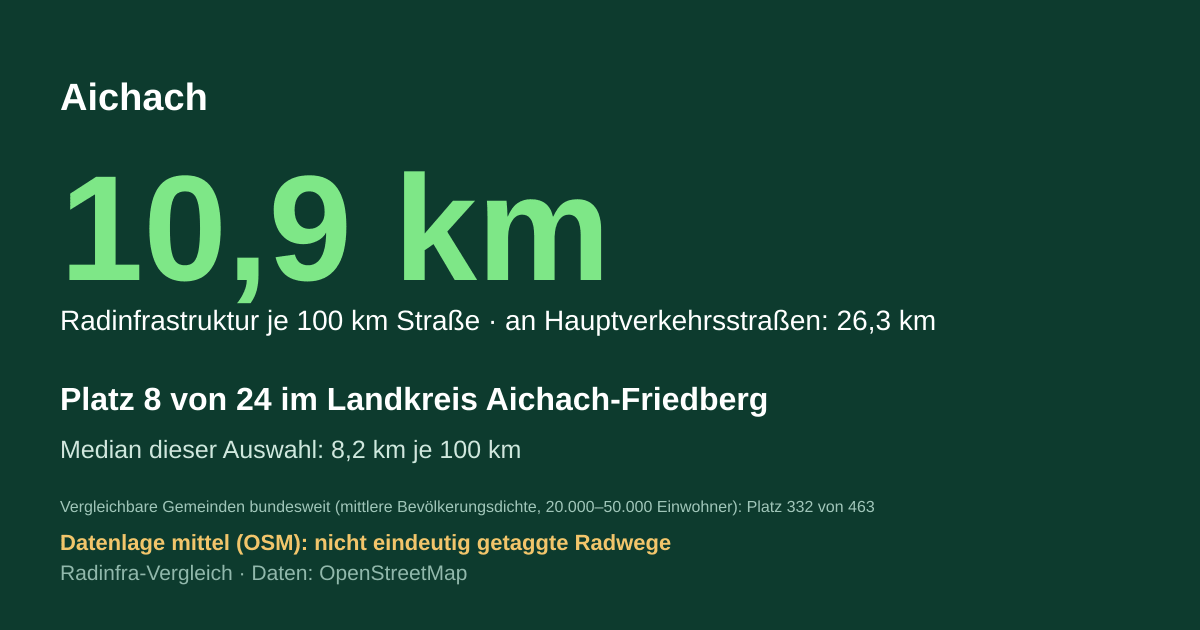 Aichach
10,9 km
Radinfrastruktur je 100 km Straße · an Hauptverkehrsstraßen: 26,3 km
Platz 8 von 24 im Landkreis Aichach-Friedberg
Median dieser Auswahl: 8,2 km je 100 km
Vergleichbare Gemeinden bundesweit (mittlere Bevölkerungsdichte, 20.000–50.000 Einwohner): Platz 332 von 463
Datenlage mittel (OSM): nicht eindeutig getaggte Radwege
Radinfra-Vergleich · Daten: OpenStreetMap